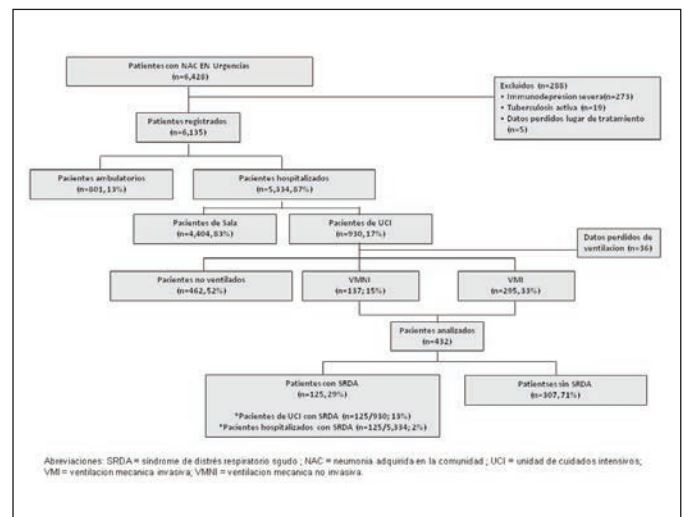 Patientes con NAC EN Urgencias
(n=6,428)
Excluidos (n=288)
• Immunodepresion severa(n=273)
• Tuberculosis activa (n=19)
• Datos perdidos lugar de tratamiento
(n=5)
Patientes registrados
(n=6,135)
Pacientes ambulatorios
(n=801, 13%)
Pacientes hospitalizados
(n=5,334, 87%)
Pacientes de Sala
(n=4,404, 83%)
Pacientes de UCI
(n=930, 17%)
Datos perdidos de
ventilacion (n=36)
Pacientes no ventilados
(n=462, 52%)
VMNI
(n=137; 15%)
VMI
(n=295, 33%)
Pacientes analizados
(n=432)
Patientes con SRDA
(n=125, 29%)
*Pacientes de UCI con SRDA (n=125/930; 13%)
*Pacientes hospitalizados con SRDA (n=125/5,334; 2%)
Patientses sin SRDA
(n=307, 71%)
Abreviaciones: SRDA = síndrome de distrés respiratorio sgudo ; NAC = neumonia adquirida en la comunidad ; UCI = unidad de cuidados intensivos;
VMI = ventilacion mecanica invasiva; VMNI = ventilacion mecanica no invasiva.